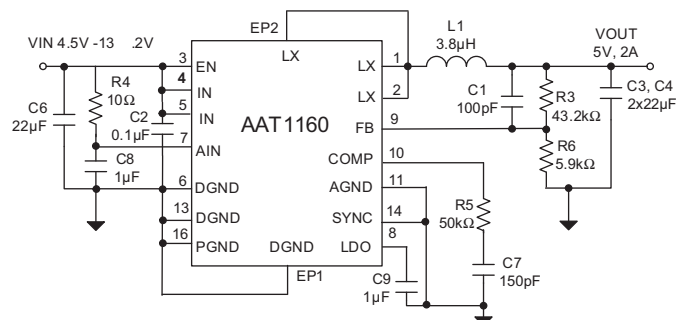 EP2
LX
VIN 4.5V -13 .2V
3 EN
4 IN
5 IN
7 AIN
6 DGND
13 DGND
16 PGND
DGND
EP1
AAT1160
LX 1
LX 2
FB 9
COMP 10
AGND 11
SYNC 14
LDO 8
R4
10Ω
C6
22µF
C2
0.1µF
C8
1µF
L1
3.8µH
VOUT
5V, 2A
C1
100pF
R3
43.2kΩ
C3, C4
2x22µF
R6
5.9kΩ
R5
50kΩ
C7
150pF
C9
1µF